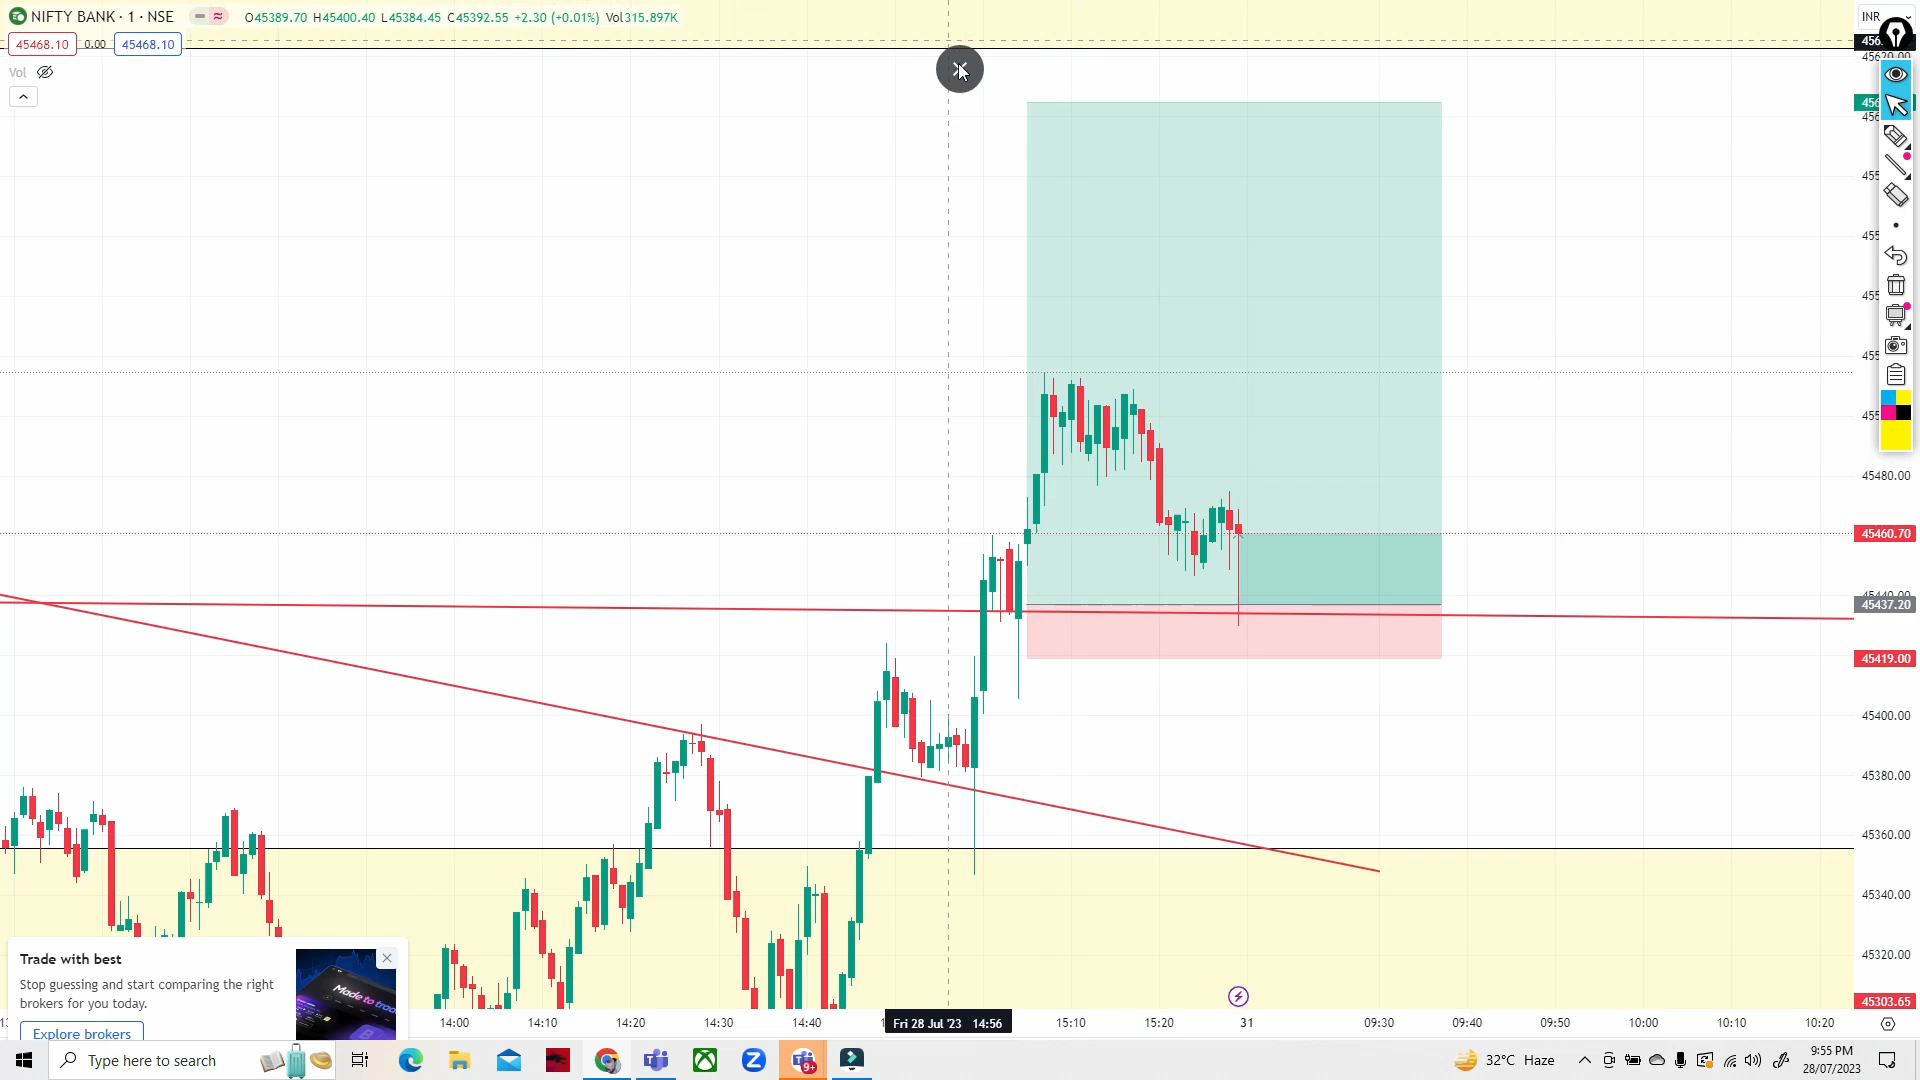 NIFTY BANK · 1 · NSE
O45389.70 H45400.40 L45384.45 C45392.55 +2.30 (+0.01%) Vol315.897K
INR
45468.10 0.00 45468.10
Vol
45480.00
45460.70
45437.20
45419.00
45400.00
45380.00
45360.00
45340.00
45320.00
45303.65
Trade with best
Stop guessing and start comparing the right
brokers for you today.
Explore brokers
14:00 14:10 14:20 14:30 14:40 Fri 28 Jul '23 14:56 15:10 15:20 31 09:30 09:40 09:50 10:00 10:10 10:20
Type here to search
9+
32°C Haze
9:55 PM
28/07/2023